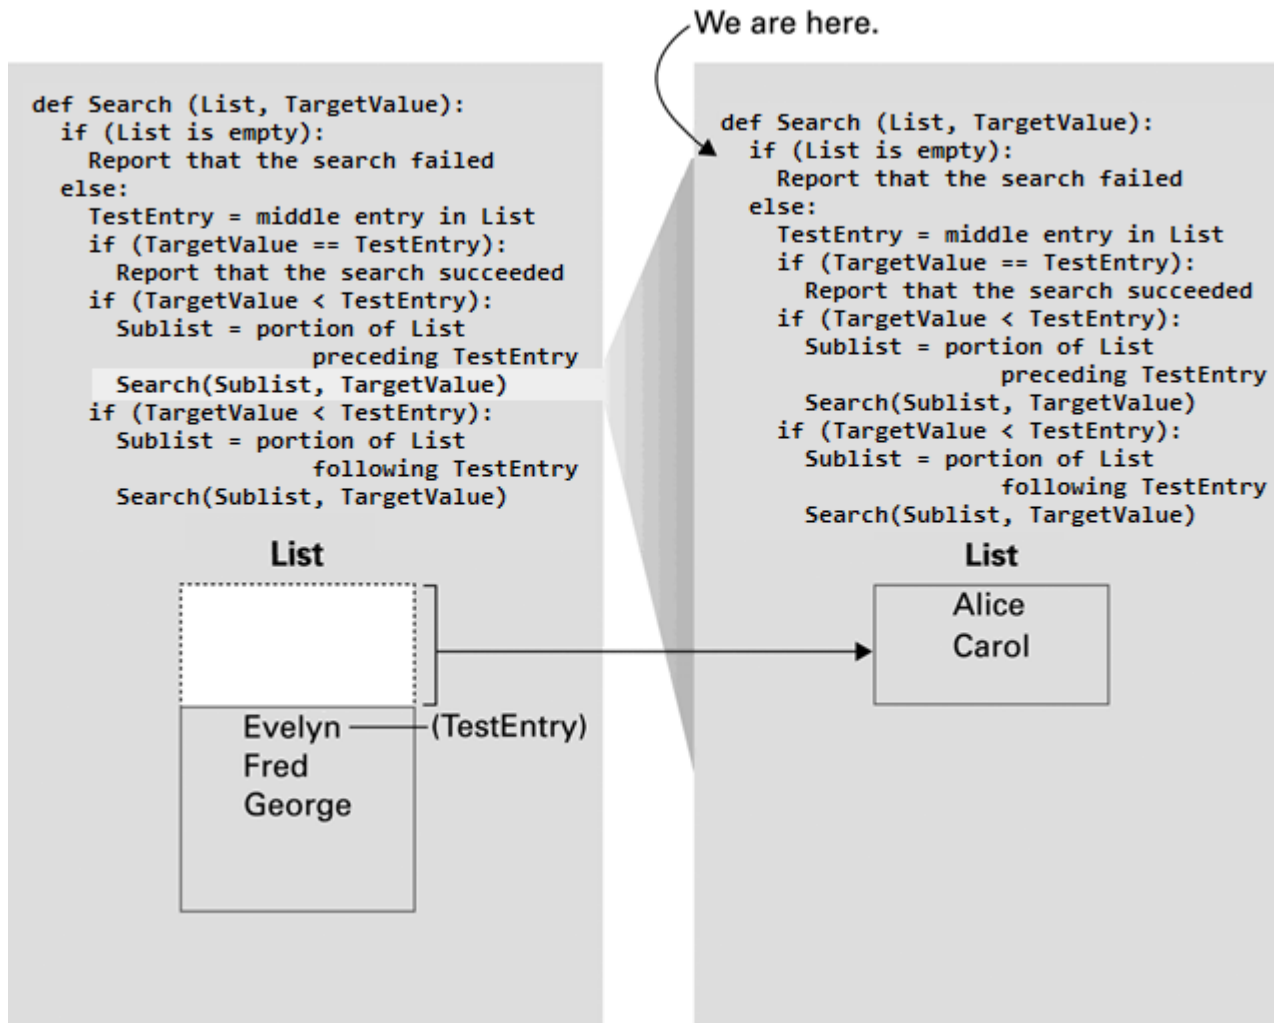 We are here.
def Search (List, TargetValue):
  if (List is empty):
    Report that the search failed
  else:
    TestEntry = middle entry in List
    if (TargetValue == TestEntry):
      Report that the search succeeded
    if (TargetValue < TestEntry):
      Sublist = portion of List
                    preceding TestEntry
      Search(Sublist, TargetValue)
    if (TargetValue < TestEntry):
      Sublist = portion of List
                    following TestEntry
      Search(Sublist, TargetValue)
List
Evelyn (TestEntry)
Fred
George
def Search (List, TargetValue):
  if (List is empty):
    Report that the search failed
  else:
    TestEntry = middle entry in List
    if (TargetValue == TestEntry):
      Report that the search succeeded
    if (TargetValue < TestEntry):
      Sublist = portion of List
                    preceding TestEntry
      Search(Sublist, TargetValue)
    if (TargetValue < TestEntry):
      Sublist = portion of List
                    following TestEntry
      Search(Sublist, TargetValue)
List
Alice
Carol